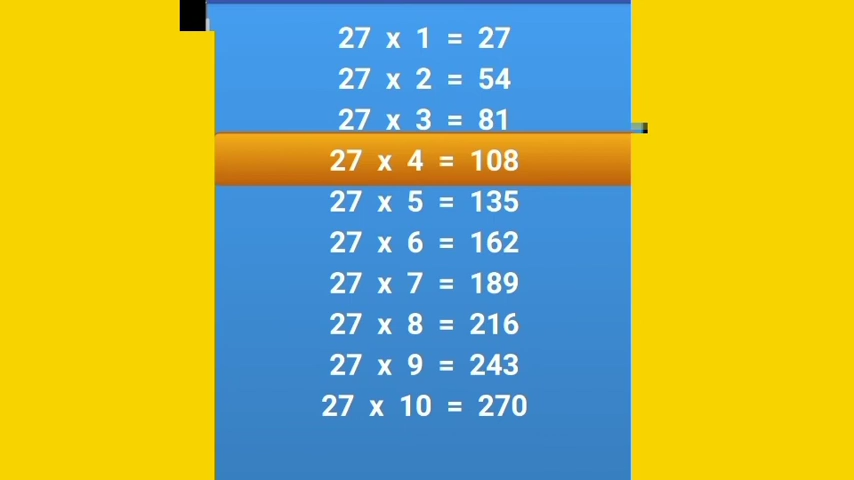 27 x 1 = 27
27 x 2 = 54
27 x 3 = 81
27 x 4 = 108
27 x 5 = 135
27 x 6 = 162
27 x 7 = 189
27 x 8 = 216
27 x 9 = 243
27 x 10 = 270